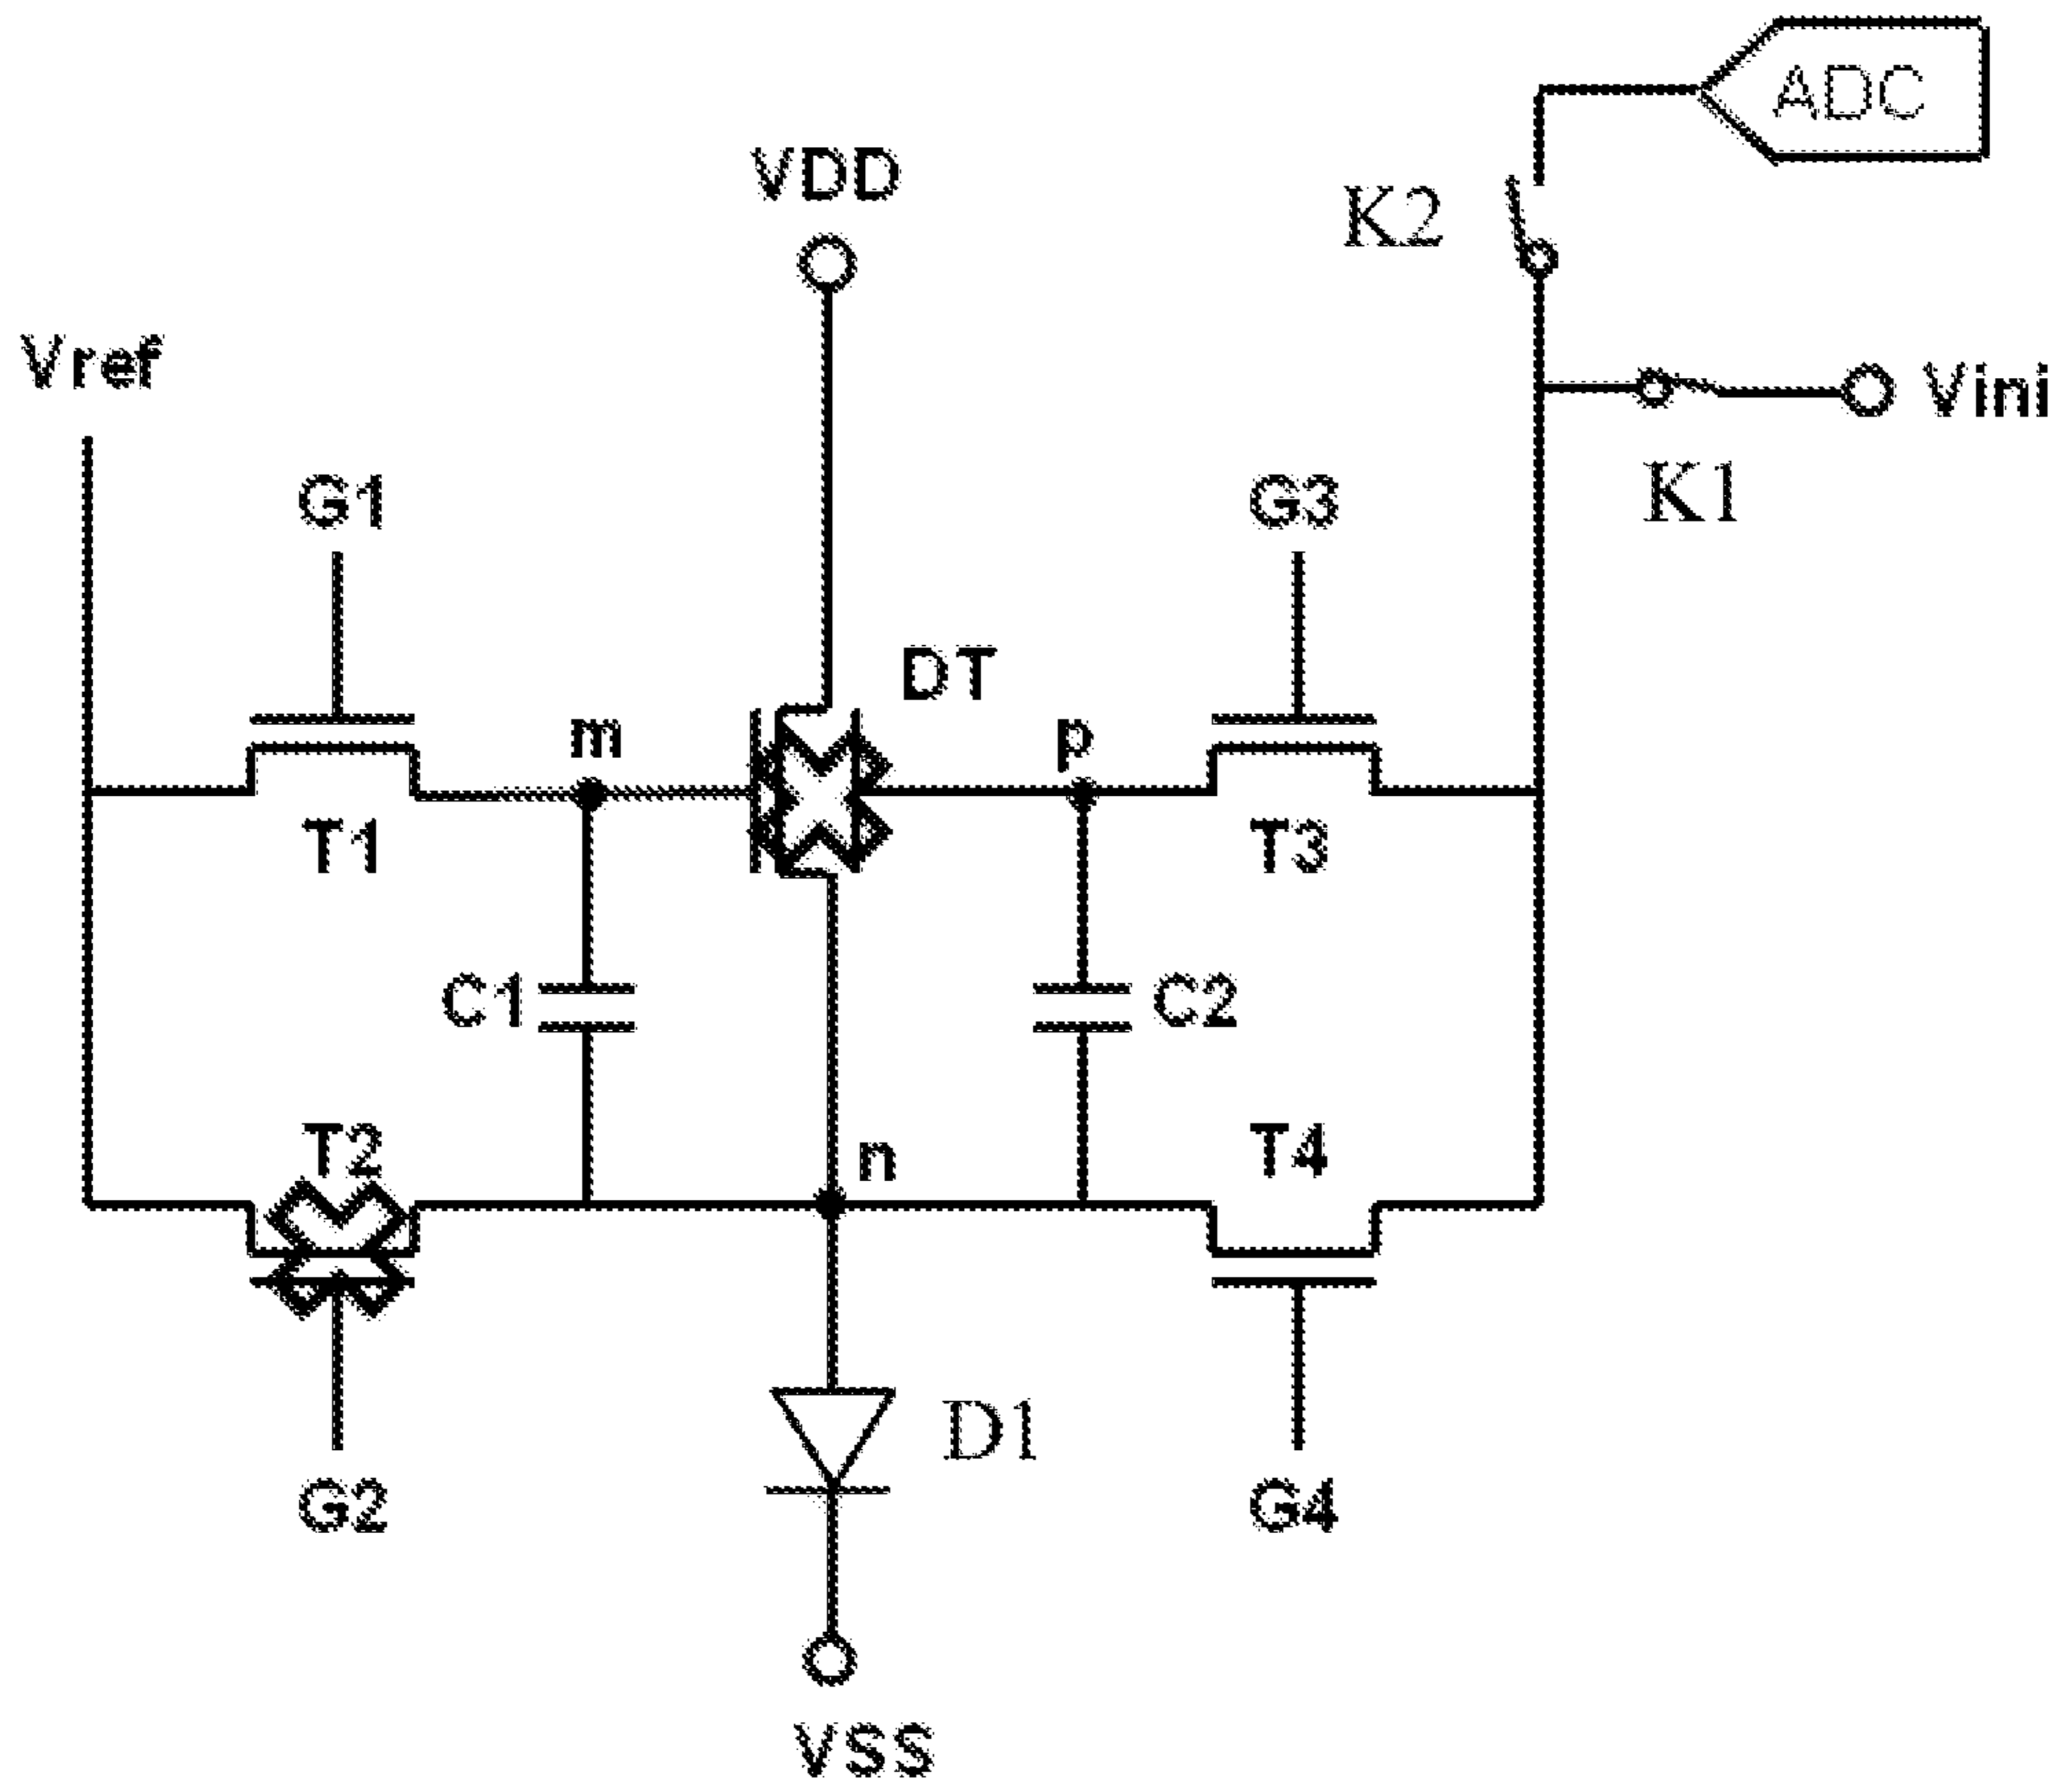 ADC
VDD
K2
Vref
Vini
G1
G3
K1
DT
m
p
T1
T3
C1
C2
T2
n
T4
D1
G2
G4
VSS